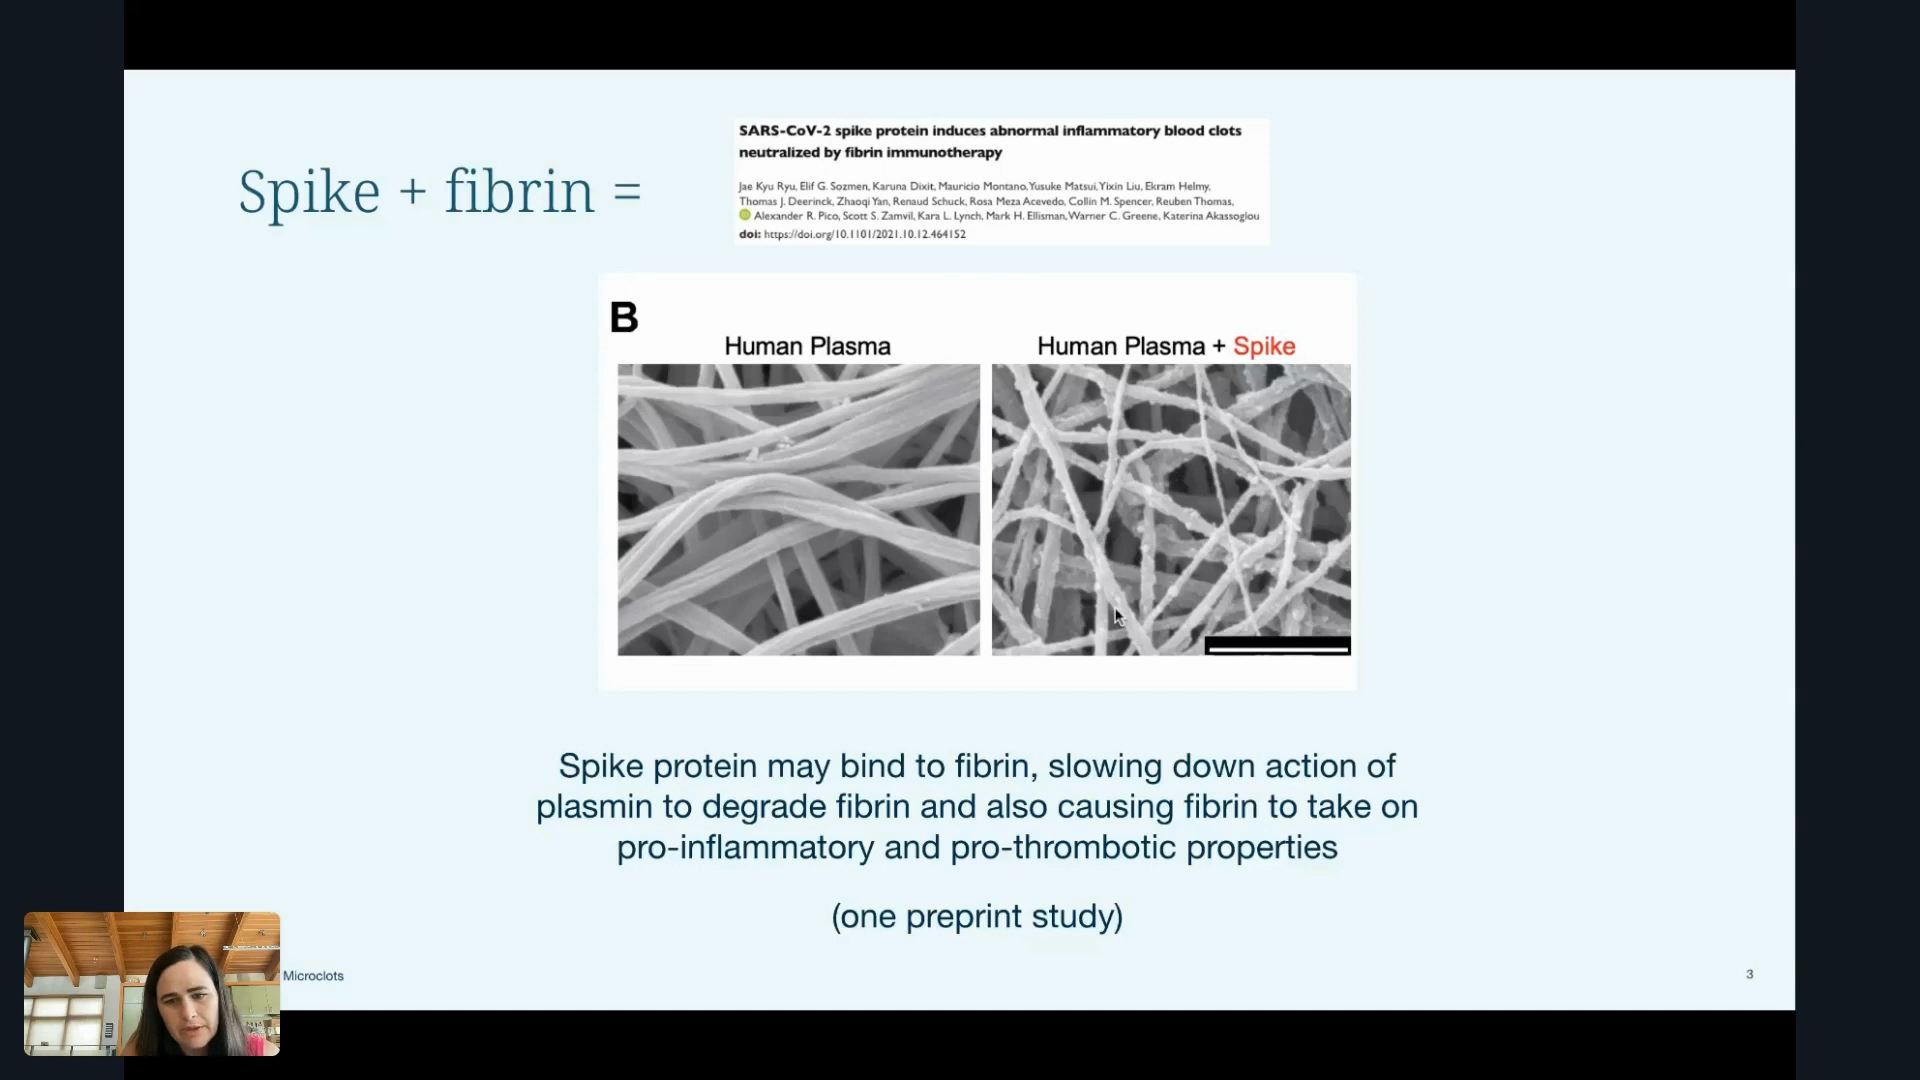 Spike + fibrin =
SARS-CoV-2 spike protein induces abnormal inflammatory blood clots
neutralized by fibrin immunotherapy
Jae Kyu Ryu, Elif G. Sozmen, Karuna Dixit, Mauricio Montano, Yusuke Matsui, Yixin Liu, Ekram Helmy,
Thomas J. Deerinck, Zhaoqi Yan, Renaud Schuck, Rosa Meza Acevedo, Collin M. Spencer, Reuben Thomas,
Alexander R. Pico, Scott S. Zamvil, Kara L. Lynch, Mark H. Ellisman, Warner C. Greene, Katerina Akassoglou
doi: https://doi.org/10.1101/2021.10.12.464152
B
Human Plasma
Human Plasma + Spike
Spike protein may bind to fibrin, slowing down action of
plasmin to degrade fibrin and also causing fibrin to take on
pro-inflammatory and pro-thrombotic properties
(one preprint study)
Microclots
3